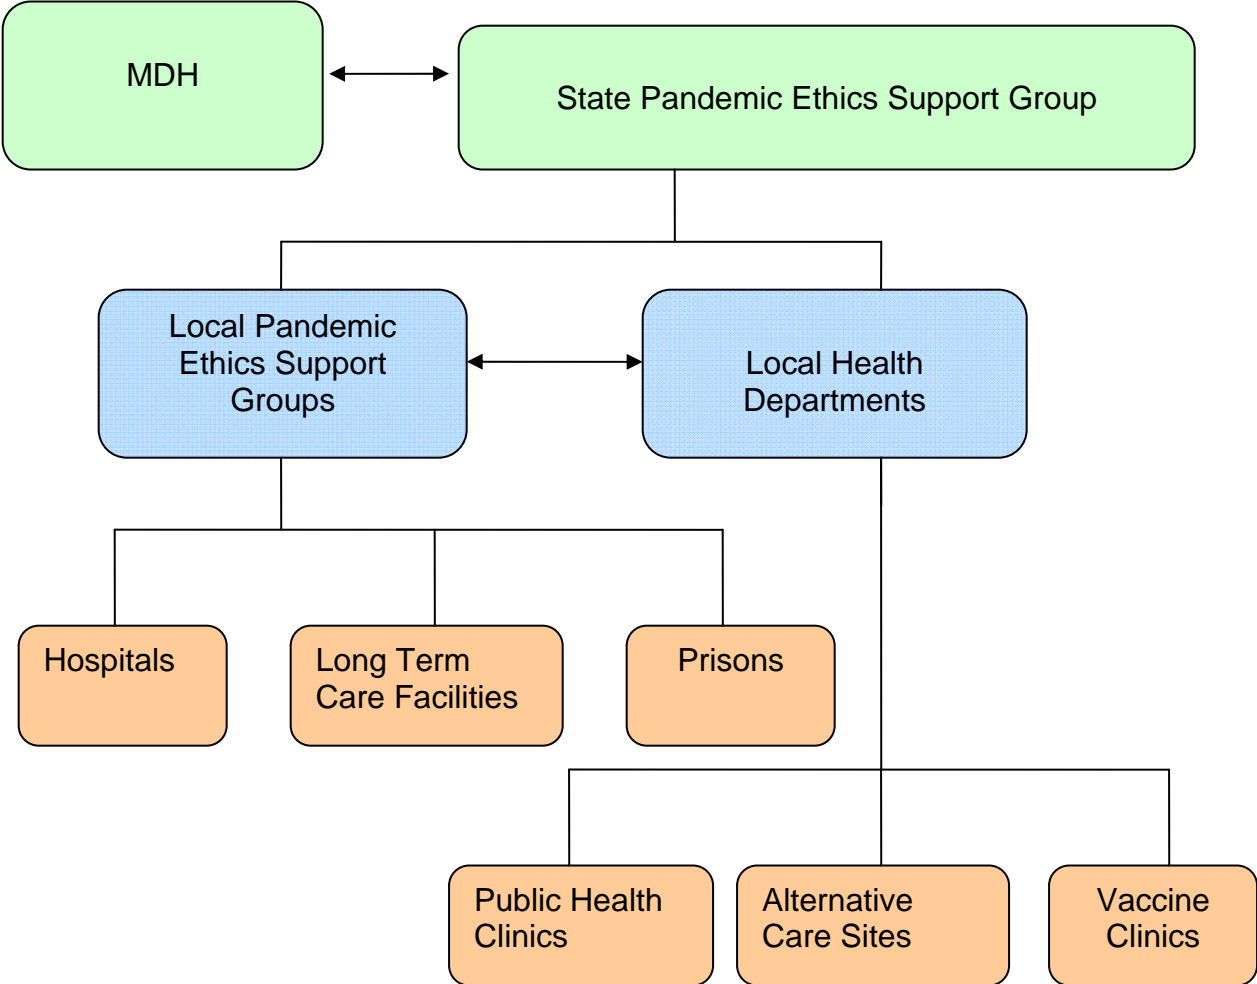 MDH
State Pandemic Ethics Support Group
Local Pandemic
Ethics Support
Groups
Local Health
Departments
Hospitals
Long Term
Care Facilities
Prisons
Public Health
Clinics
Alternative
Care Sites
Vaccine
Clinics